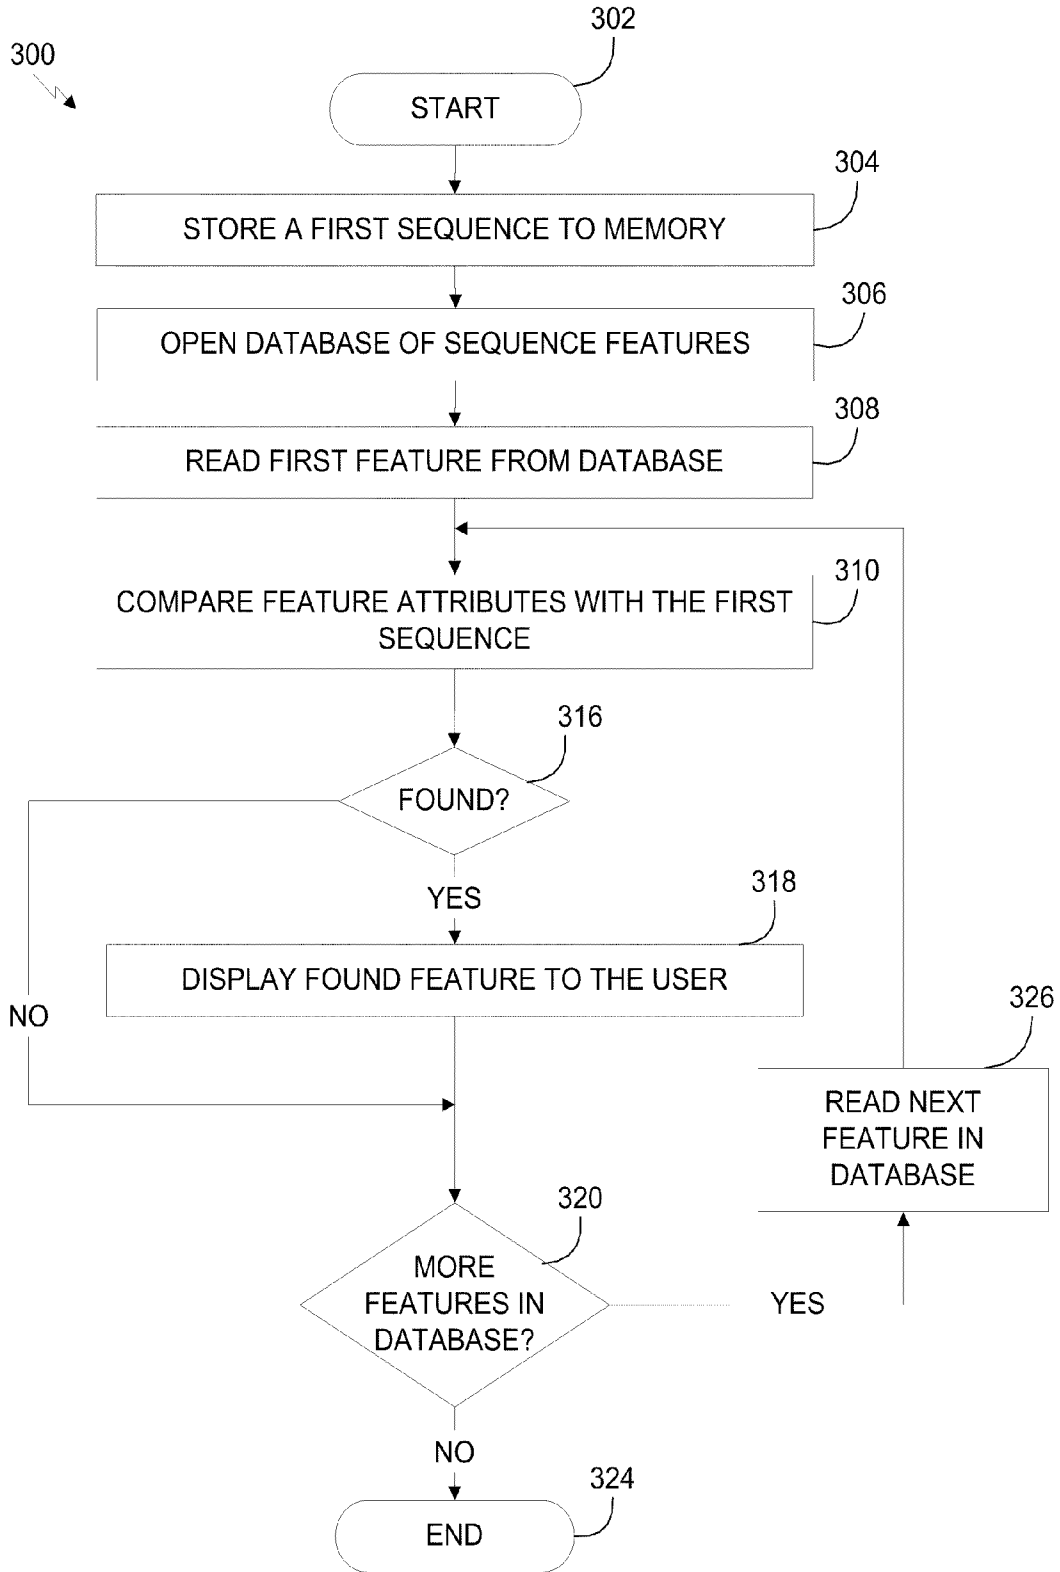 302
300
START
304
STORE A FIRST SEQUENCE TO MEMORY
306
OPEN DATABASE OF SEQUENCE FEATURES
308
READ FIRST FEATURE FROM DATABASE
310
COMPARE FEATURE ATTRIBUTES WITH THE FIRST
SEQUENCE
316
FOUND?
YES
318
DISPLAY FOUND FEATURE TO THE USER
NO
326
READ NEXT
FEATURE IN
DATABASE
320
MORE
FEATURES IN
DATABASE?
YES
NO
324
END